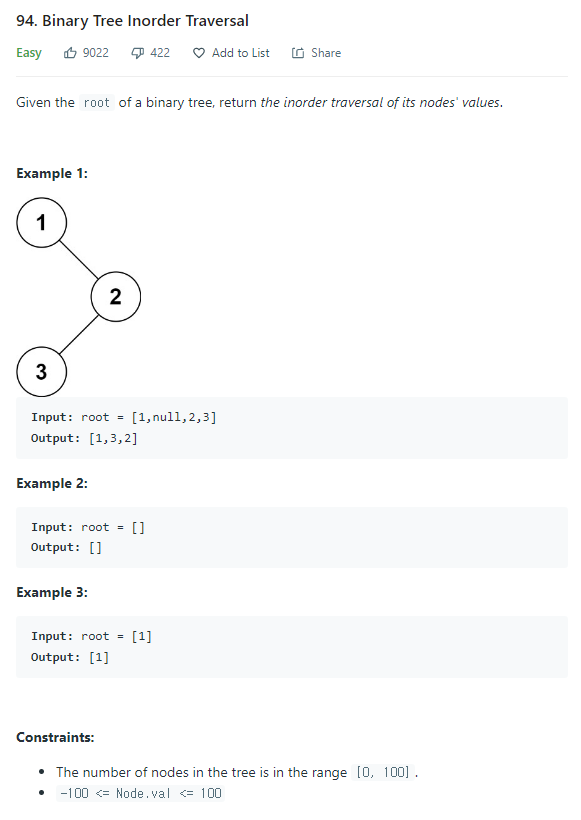 94. Binary Tree Inorder Traversal
Easy 9022 422 Add to List Share
Given the root of a binary tree, return the inorder traversal of its nodes' values.
Example 1:
1
2
3
Input: root = [1,null,2,3]
Output: [1,3,2]
Example 2:
Input: root = []
Output: []
Example 3:
Input: root = [1]
Output: [1]
Constraints:
• The number of nodes in the tree is in the range [0, 100].
• -100 <= Node.val <= 100